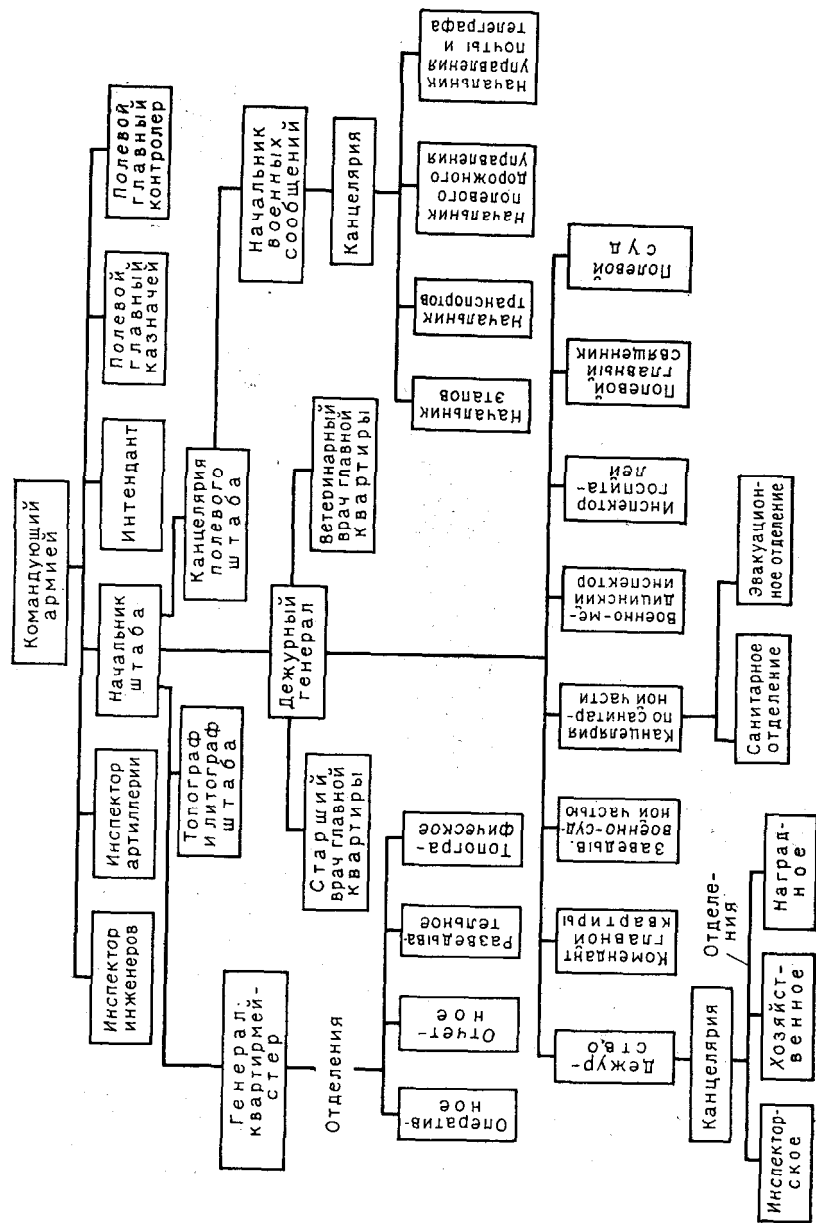 Командующий
армией
Инспектор
инженеров
Инспектор
артиллерии
Начальник
штаба
Интендант
Полевой
главный
казначей
Полевой
главный
контролер
Топограф
и литограф
штаба
Канцелярия
полевого
штаба
Генерал-
квартирмей-
стер
Дежурный
генерал
Начальник
военных
сообщений
Старший
врач главной
квартиры
Ветеринарный
врач главной
квартиры
Канцелярия
Отделения
Оператив-
ное
Отчет-
ное
Разведыва-
тельное
Топогра-
фическое
Начальник
этапов
Начальник
транспортов
Начальник
полевого
дорожного
управления
Начальник
управления
почты и
телеграфа
Дежур-
ств,о
Комендант
главной
квартиры
Заведыв.
военно-суд-
ной частью
Канцелярия
по санитар-
ной части
Военно-ме-
дицинский
инспектор
Инспектор
госпита-
лей
Полевой
главный
священник
Полевой
суд
Канцелярия
Отделе-
ния
Санитарное
отделение
Эвакуацион-
ное отделение
Инспектор-
ское
Хозяйст-
венное
Наград-
ное